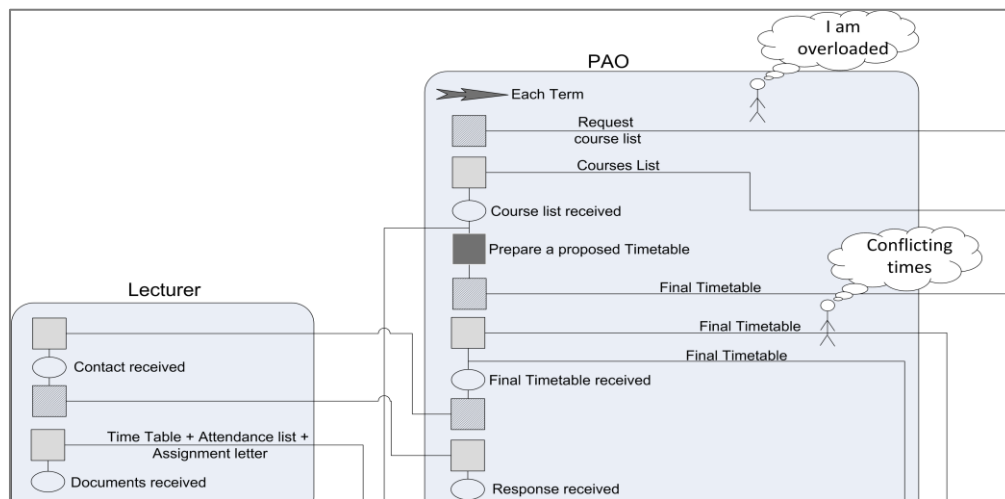 I am
overloaded
PAO
Each Term
Request
course list
Courses List
Course list received
Prepare a proposed Timetable
Conflicting
times
Final Timetable
Lecturer
Final Timetable
Final Timetable
Contact received
Final Timetable received
Time Table + Attendance list +
Assignment letter
Documents received
Response received